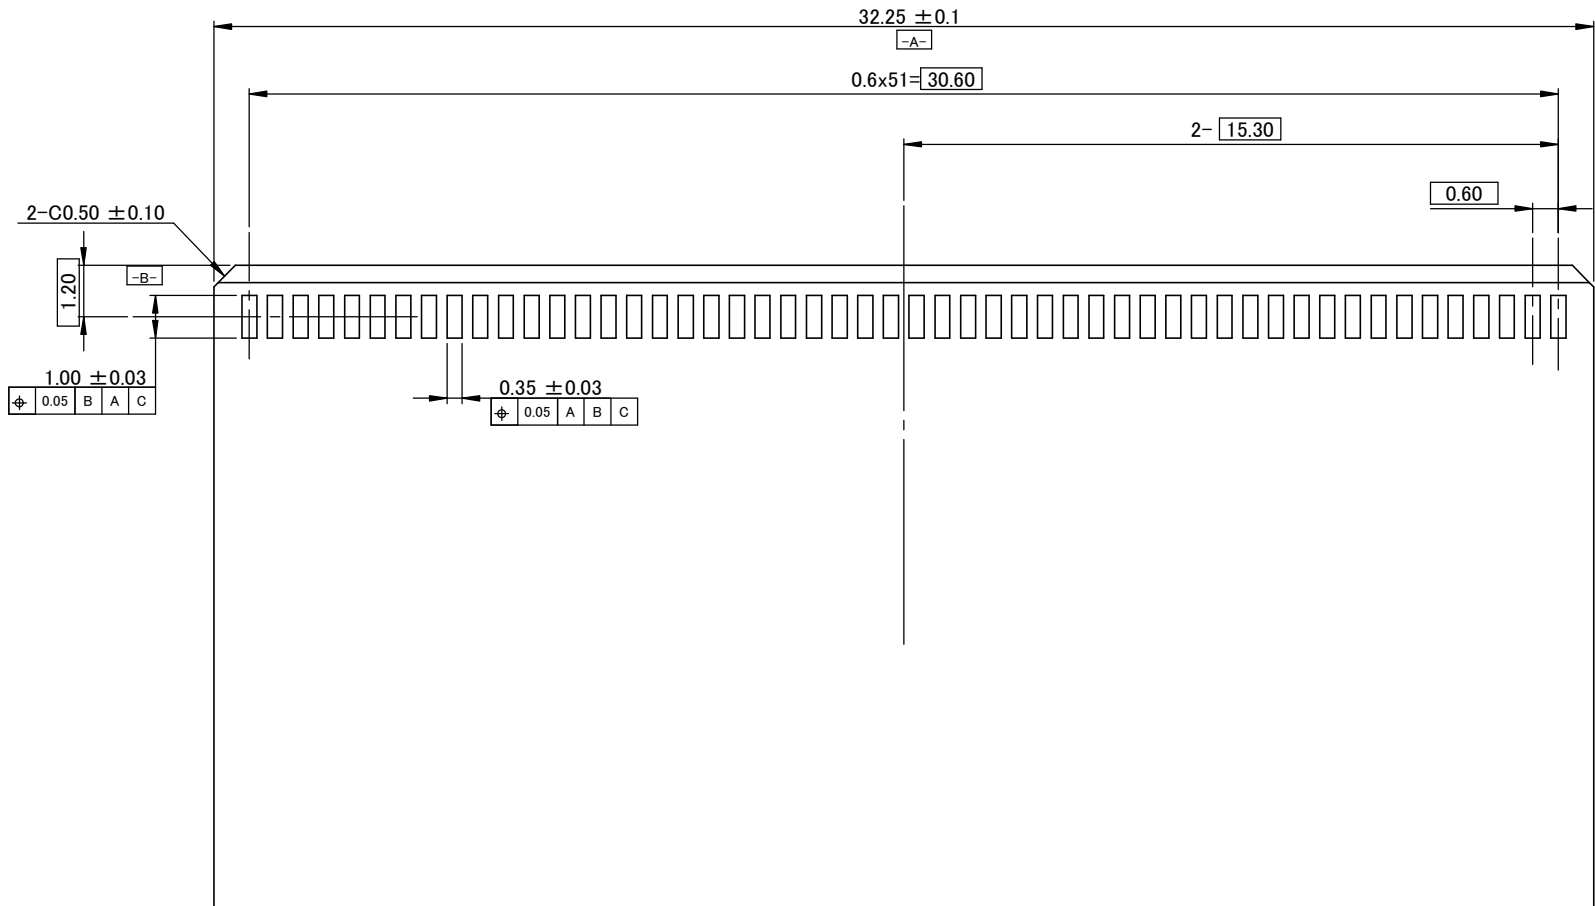 32.25 ±0.1
-A-
0.6x51= 30.60
2- 15.30
0.60
2-C0.50 ±0.10
-B-
1.20
1.00 ±0.03
⌖ 0.05 B A C
0.35 ±0.03
⌖ 0.05 A B C